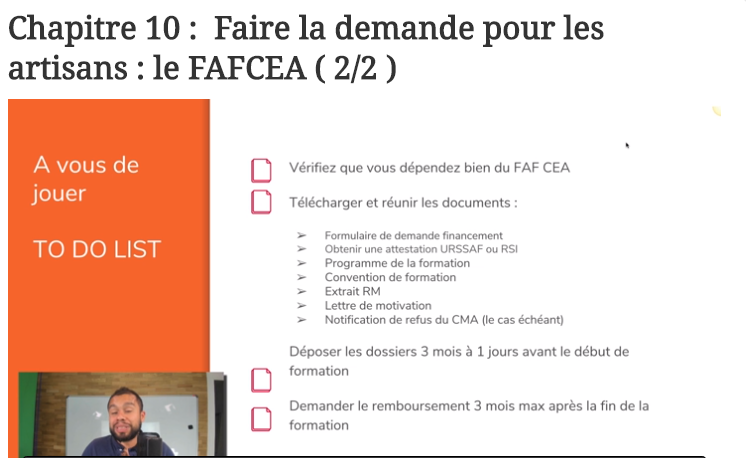 Chapitre 10 :  Faire la demande pour les
artisans : le FAFCEA ( 2/2 )
A vous de
jouer
TO DO LIST
Vérifiez que vous dépendez bien du FAF CEA
Télécharger et réunir les documents :
➢ Formulaire de demande financement
➢ Obtenir une attestation URSSAF ou RSI
➢ Programme de la formation
➢ Convention de formation
➢ Extrait RM
➢ Lettre de motivation
➢ Notification de refus du CMA (le cas échéant)
Déposer les dossiers 3 mois à 1 jours avant le début de
formation
Demander le remboursement 3 mois max après la fin de la
formation